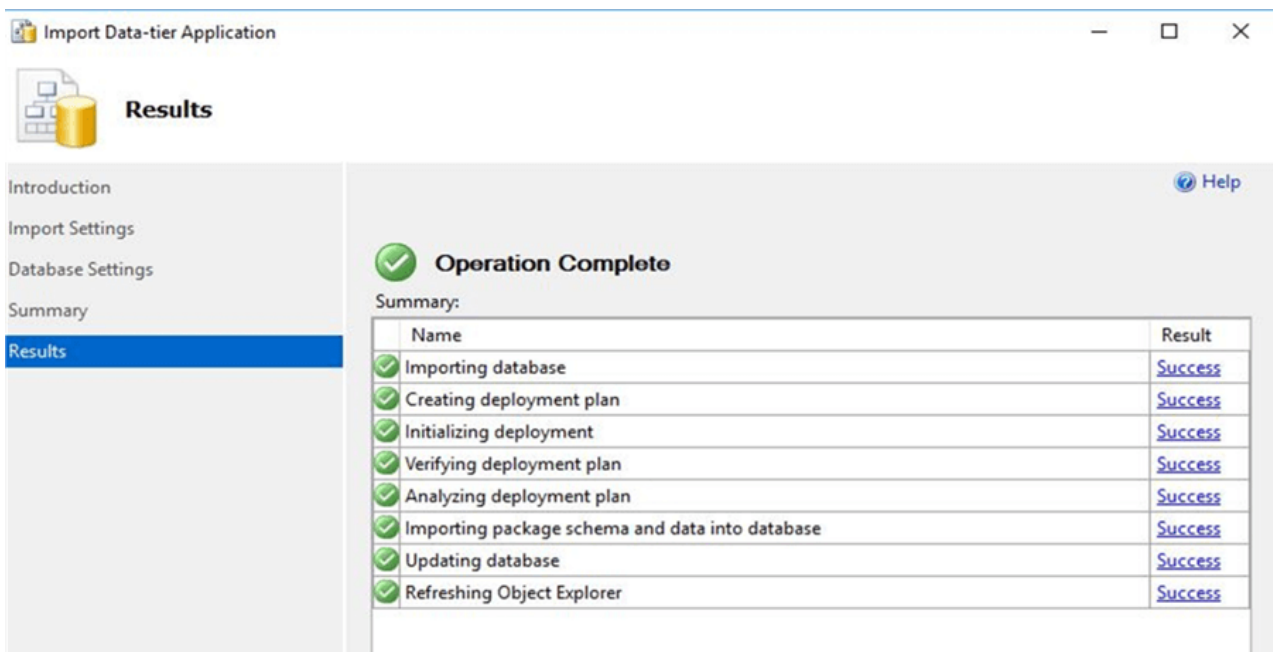 Import Data-tier Application
Results
Introduction
Import Settings
Database Settings
Summary
Results
Help
Operation Complete
Summary:
Name Result
Importing database Success
Creating deployment plan Success
Initializing deployment Success
Verifying deployment plan Success
Analyzing deployment plan Success
Importing package schema and data into database Success
Updating database Success
Refreshing Object Explorer Success